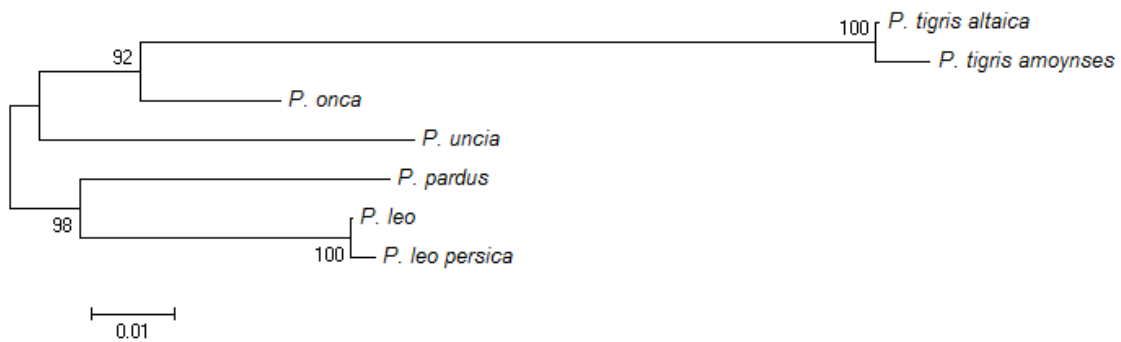 100
P. tigris altaica
92
P. tigris amoynses
P. onca
P. uncia
P. pardus
98
P. leo
100
P. leo persica
0.01